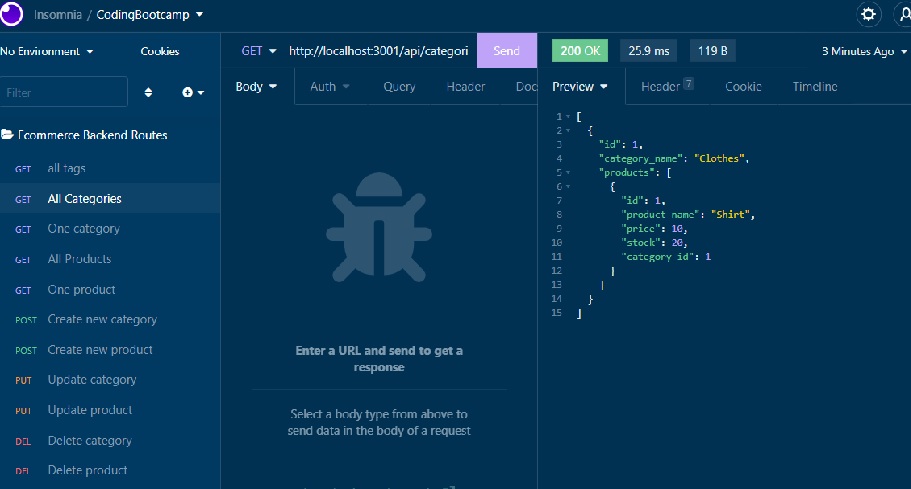 Insomnia / CodingBootcamp
No Environment
Cookies
Filter
Ecommerce Backend Routes
GET all tags
GET All Categories
GET One category
GET All Products
GET One product
POST Create new category
POST Create new product
PUT Update category
PUT Update product
DEL Delete category
DEL Delete product
GET http://localhost:3001/api/categori Send
Body Auth Query Header Doc
Enter a URL and send to get a
response
Select a body type from above to
send data in the body of a request
200 OK 25.9 ms 119 B 3 Minutes Ago
Preview Header 7 Cookie Timeline
1 [
2 {
3 "id": 1,
4 "category_name": "Clothes",
5 "products": [
6 {
7 "id": 1,
8 "product_name": "Shirt",
9 "price": 10,
10 "stock": 20,
11 "category_id": 1
12 }
13 ]
14 }
15 ]